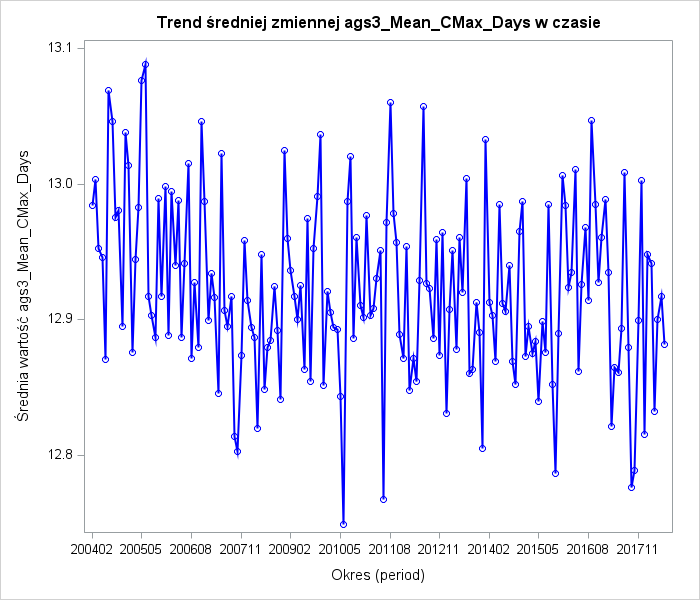 Trend średniej zmiennej ags3_Mean_CMax_Days w czasie
Średnia wartość ags3_Mean_CMax_Days
13.1
13.0
12.9
12.8
200402 200505 200608 200711 200902 201005 201108 201211 201402 201505 201608 201711
Okres (period)